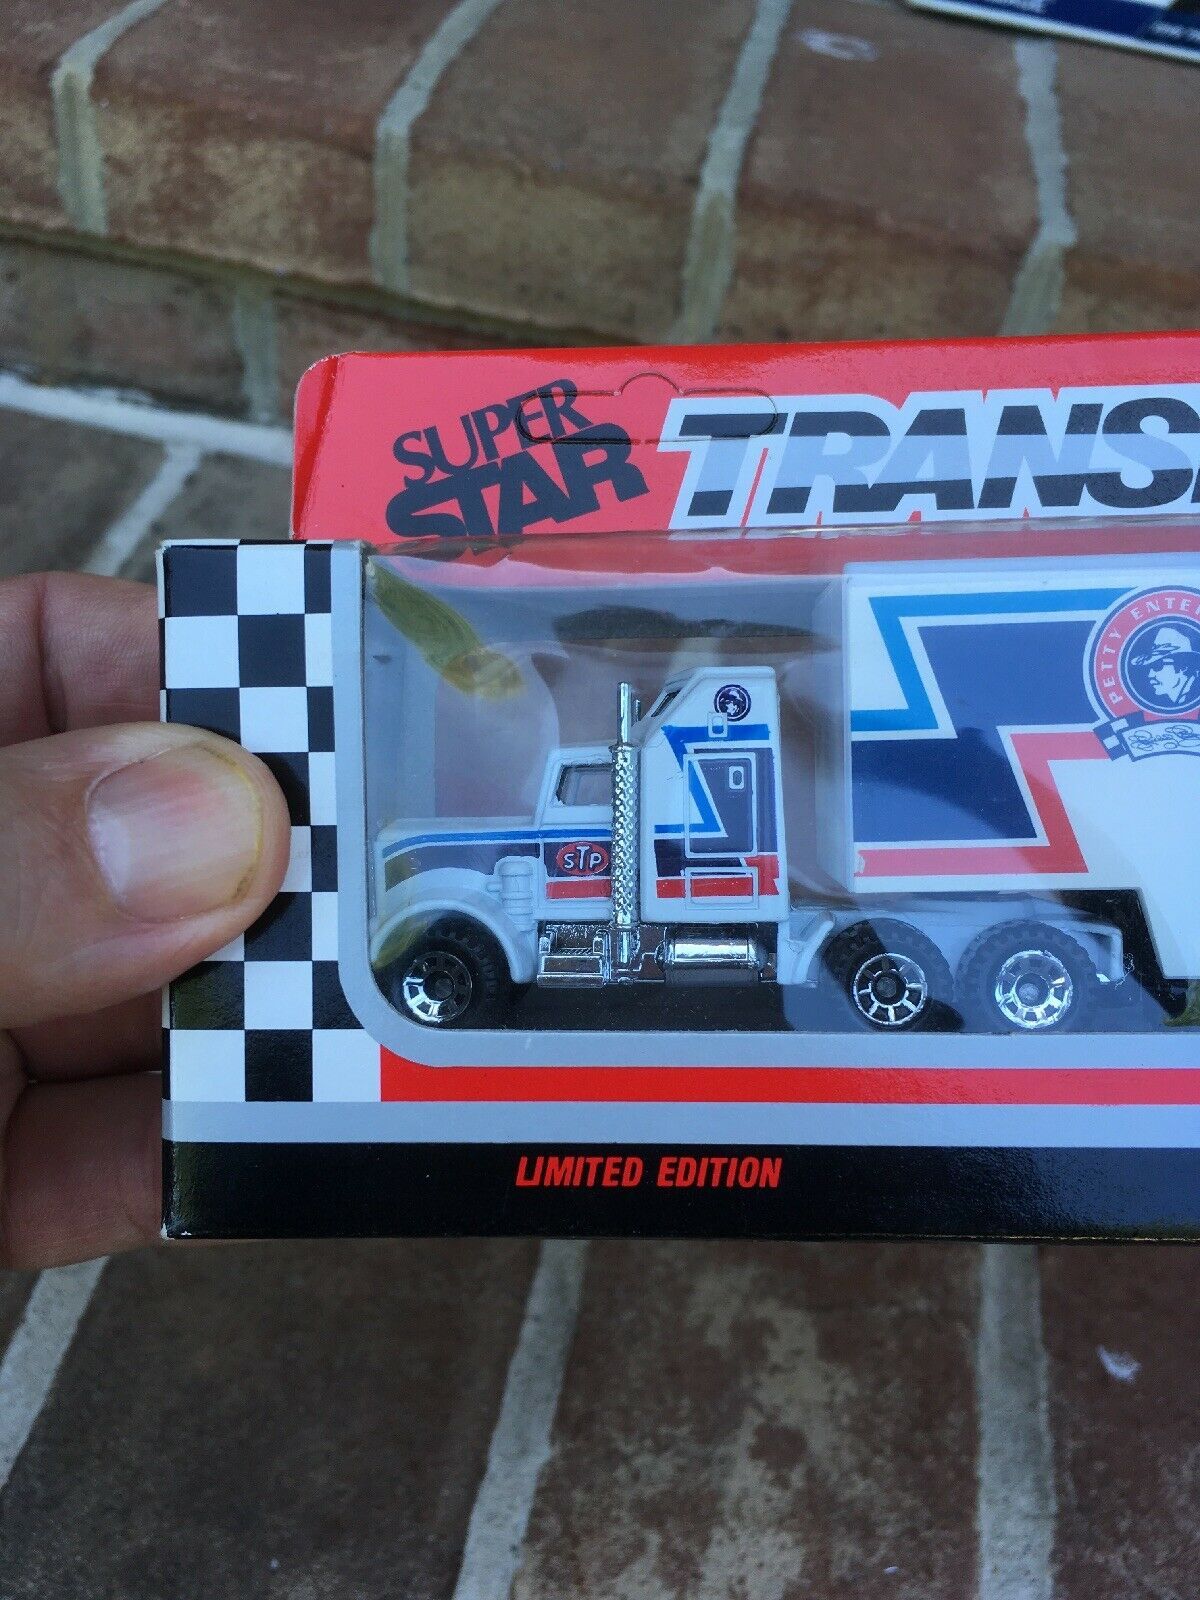 SUPER
STAR
TRANS
PETTY ENTER
STP
LIMITED EDITION